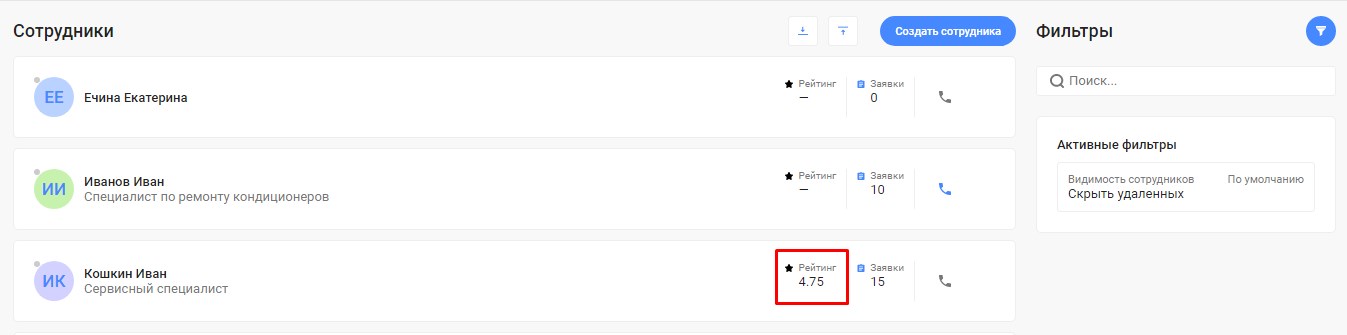 Сотрудники
Создать сотрудника
ЕЕ
Ечина Екатерина
Рейтинг
—
Заявки
0
ИИ
Иванов Иван
Специалист по ремонту кондиционеров
Рейтинг
—
Заявки
10
ИК
Кошкин Иван
Сервисный специалист
Рейтинг
4.75
Заявки
15
Фильтры
Поиск...
Активные фильтры
Видимость сотрудников
По умолчанию
Скрыть удаленных